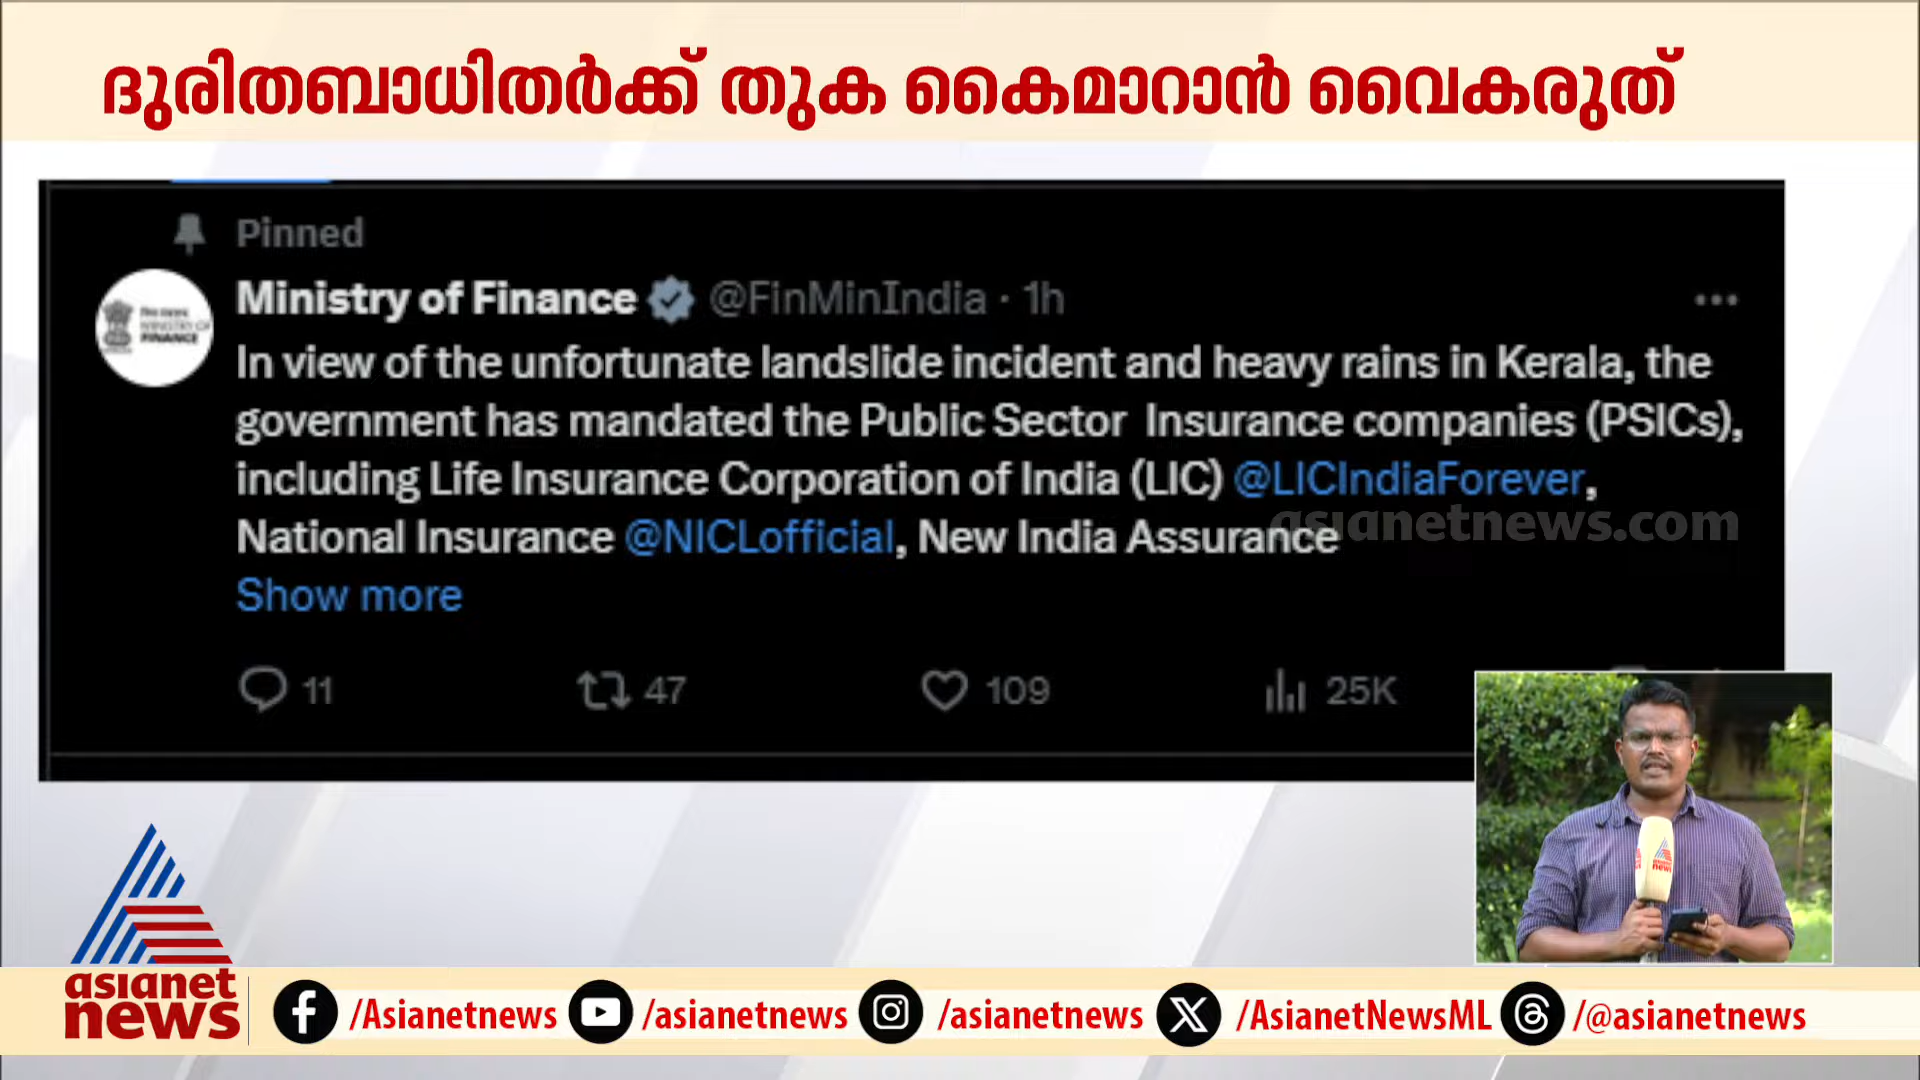 ദുരിതബാധിതർക്ക് തുക കൈമാറാൻ വൈകരുത്
Pinned
Ministry of Finance @FinMinIndia · 1h
In view of the unfortunate landslide incident and heavy rains in Kerala, the
government has mandated the Public Sector Insurance companies (PSICs),
including Life Insurance Corporation of India (LIC) @LICIndiaForever,
National Insurance @NICLofficial, New India Assurance
Show more
11 47 109 25K
asianetnews.com
MINISTRY OF
FINANCE
asianet
news
/Asianetnews /asianetnews /asianetnews /AsianetNewsML /@asianetnews